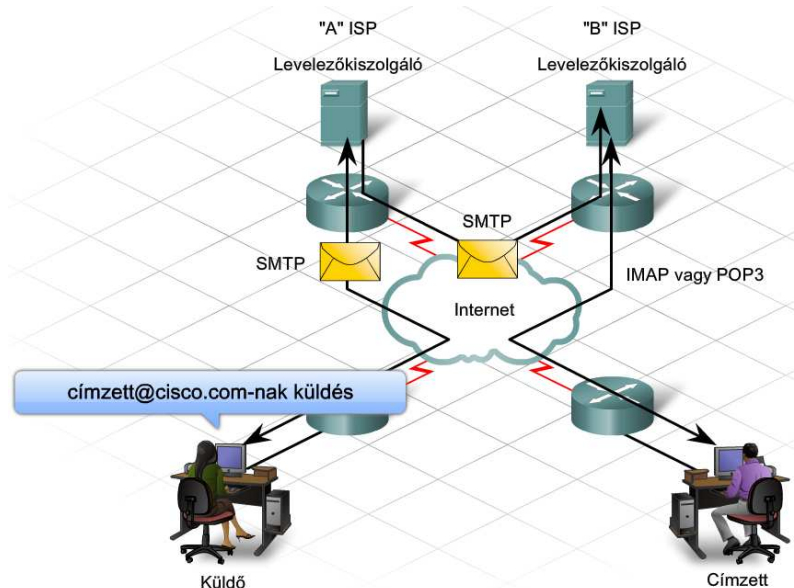 "A" ISP
"B" ISP
Levelezőkiszolgáló
Levelezőkiszolgáló
SMTP
SMTP
IMAP vagy POP3
Internet
címzett@cisco.com-nak küldés
Küldő
Címzett